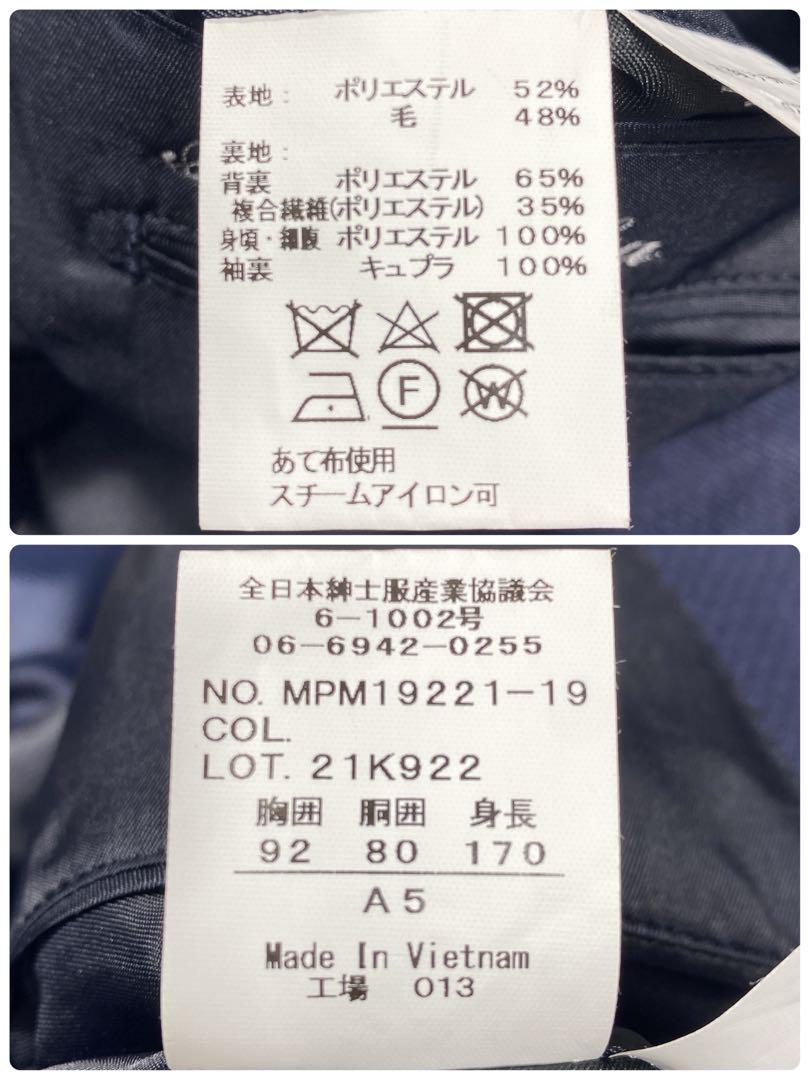 表地： ポリエステル 52%
毛 48%
裏地：
背裏 ポリエステル 65%
複合繊維(ポリエステル) 35%
身頃・細腹 ポリエステル 100%
袖裏 キュプラ 100%
F W
あて布使用
スチームアイロン可
全日本紳士服産業協議会
6-1002号
06-6942-0255
NO. MPM19221-19
COL.
LOT. 21K922
胸囲 胴囲 身長
92 80 170
A5
Made In Vietnam
工場 013